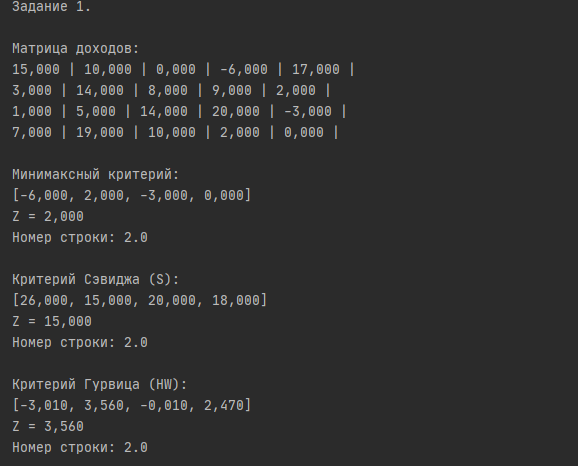 Задание 1.
Матрица доходов:
15,000 | 10,000 | 0,000 | -6,000 | 17,000 |
3,000 | 14,000 | 8,000 | 9,000 | 2,000 |
1,000 | 5,000 | 14,000 | 20,000 | -3,000 |
7,000 | 19,000 | 10,000 | 2,000 | 0,000 |
Минимаксный критерий:
[-6,000, 2,000, -3,000, 0,000]
Z = 2,000
Номер строки: 2.0
Критерий Сэвиджа (S):
[26,000, 15,000, 20,000, 18,000]
Z = 15,000
Номер строки: 2.0
Критерий Гурвица (HW):
[-3,010, 3,560, -0,010, 2,470]
Z = 3,560
Номер строки: 2.0